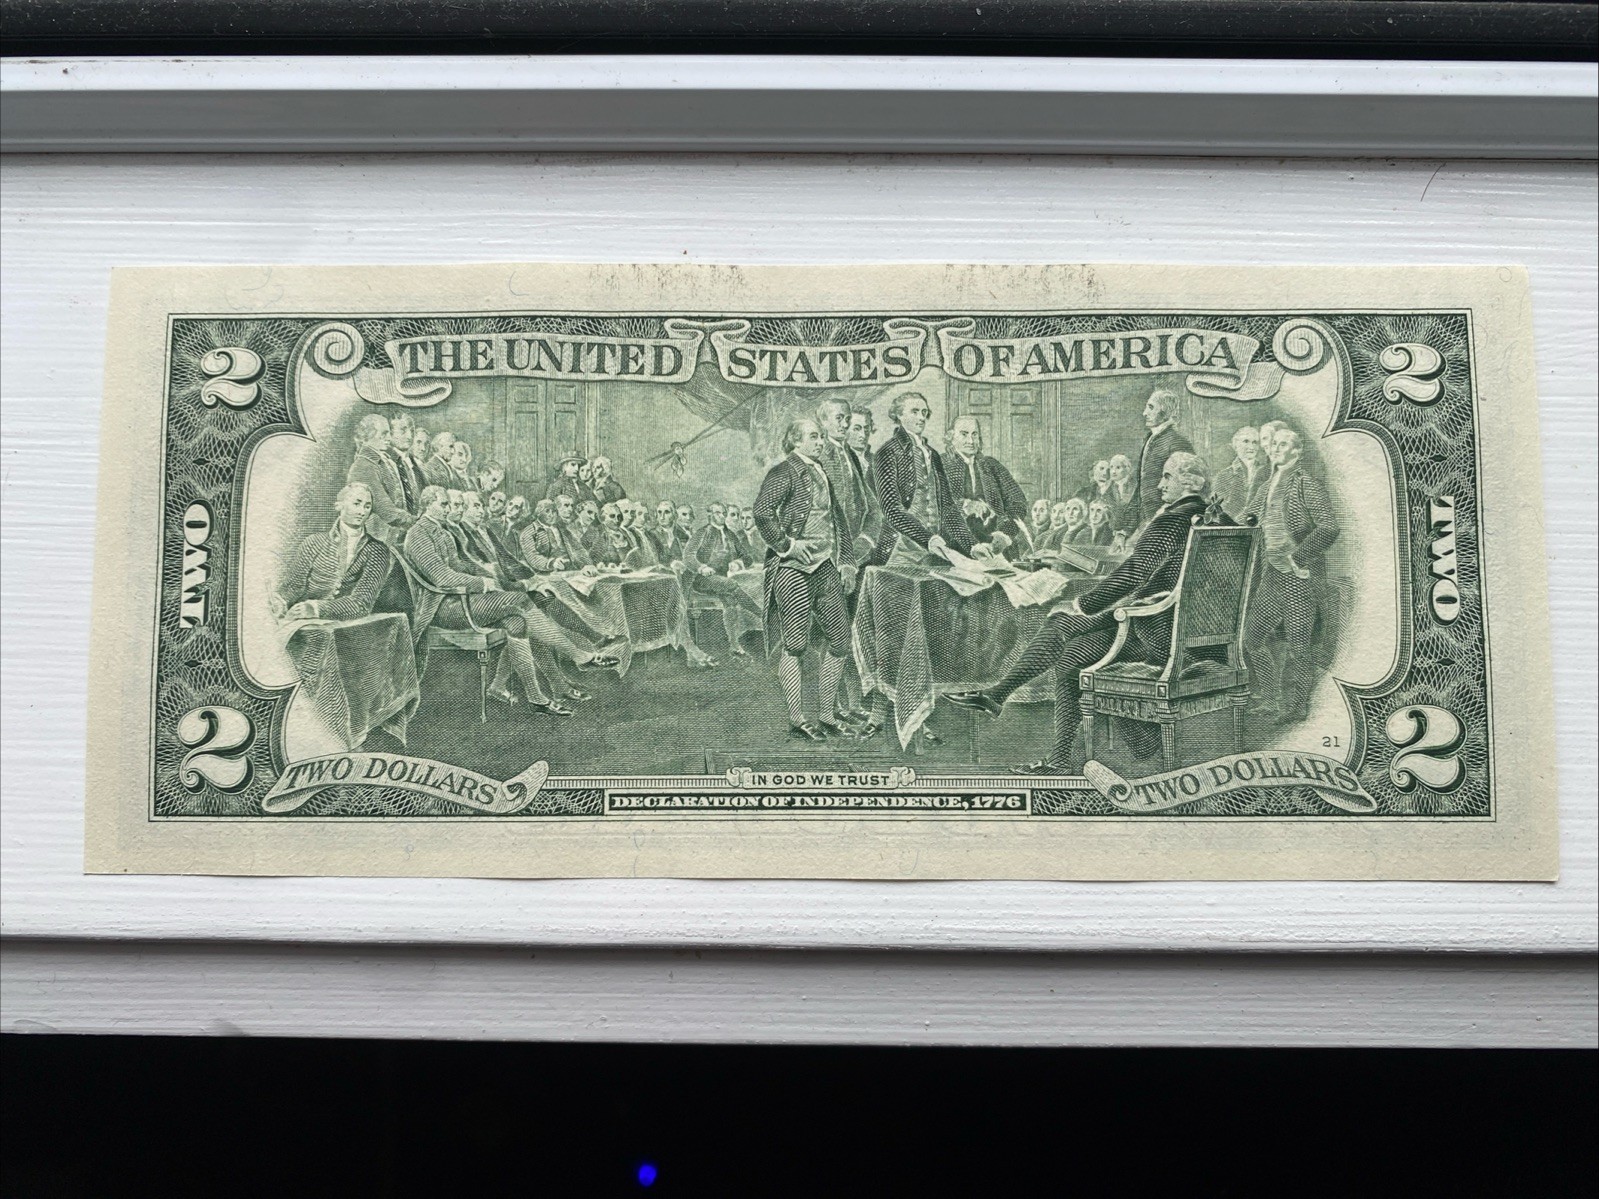 THE UNITED STATES OF AMERICA
2 2
TWO TWO
21
2 2
TWO DOLLARS TWO DOLLARS
IN GOD WE TRUST
DECLARATION OF INDEPENDENCE, 1776